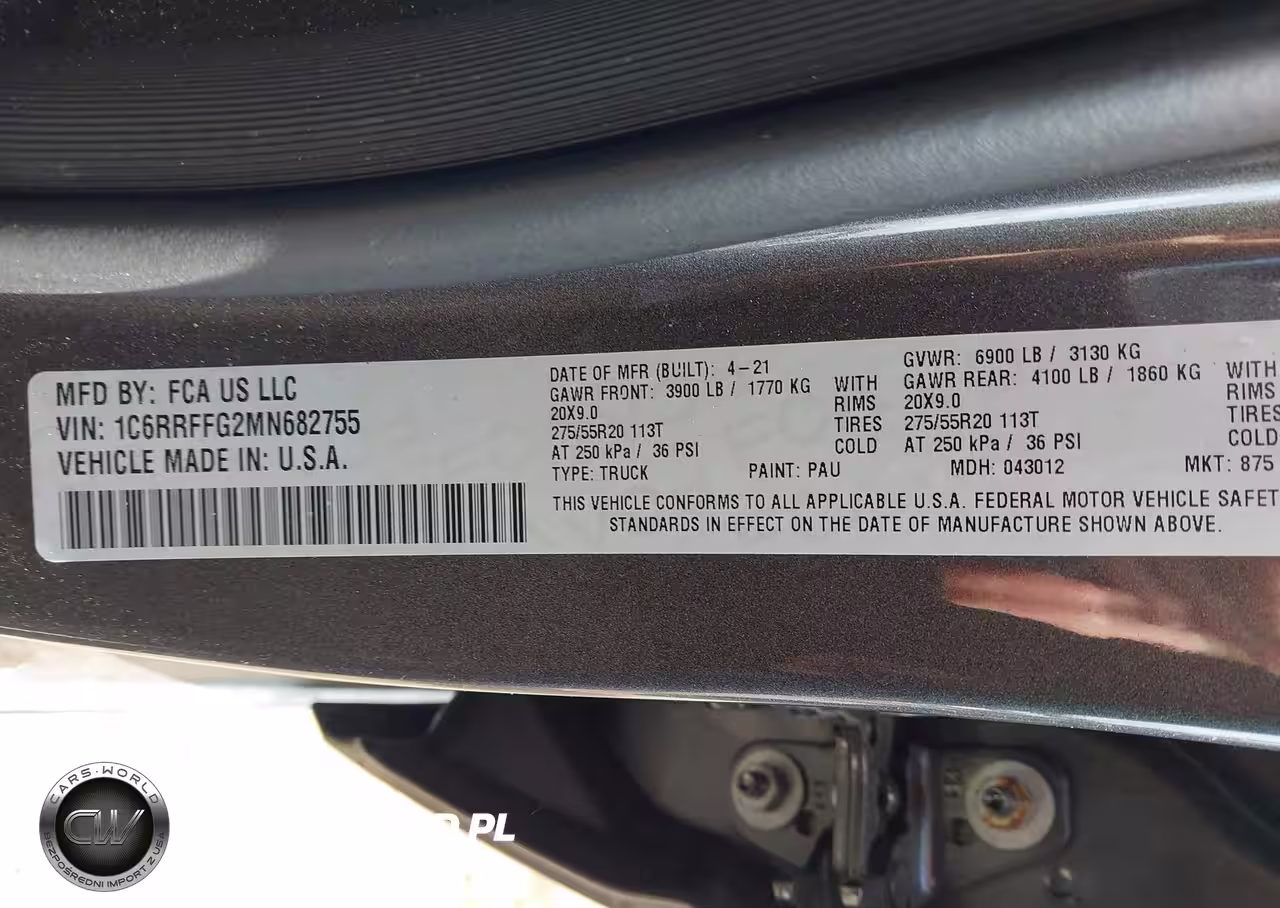 MFD BY: FCA US LLC
VIN: 1C6RRFFG2MN682755
VEHICLE MADE IN: U.S.A.
DATE OF MFR (BUILT): 4-21
GAWR FRONT: 3900 LB / 1770 KG
20X9.0
275/55R20 113T
AT 250 kPa / 36 PSI
WITH
RIMS
TIRES
COLD
GVWR: 6900 LB / 3130 KG
GAWR REAR: 4100 LB / 1860 KG
20X9.0
275/55R20 113T
AT 250 kPa / 36 PSI
WITH
RIMS
TIRES
COLD
TYPE: TRUCK PAINT: PAU MDH: 043012 MKT: 875
THIS VEHICLE CONFORMS TO ALL APPLICABLE U.S.A. FEDERAL MOTOR VEHICLE SAFET
STANDARDS IN EFFECT ON THE DATE OF MANUFACTURE SHOWN ABOVE.
CARS-WORLD
CW
BEZPOŚREDNI IMPORT Z USA
.PL